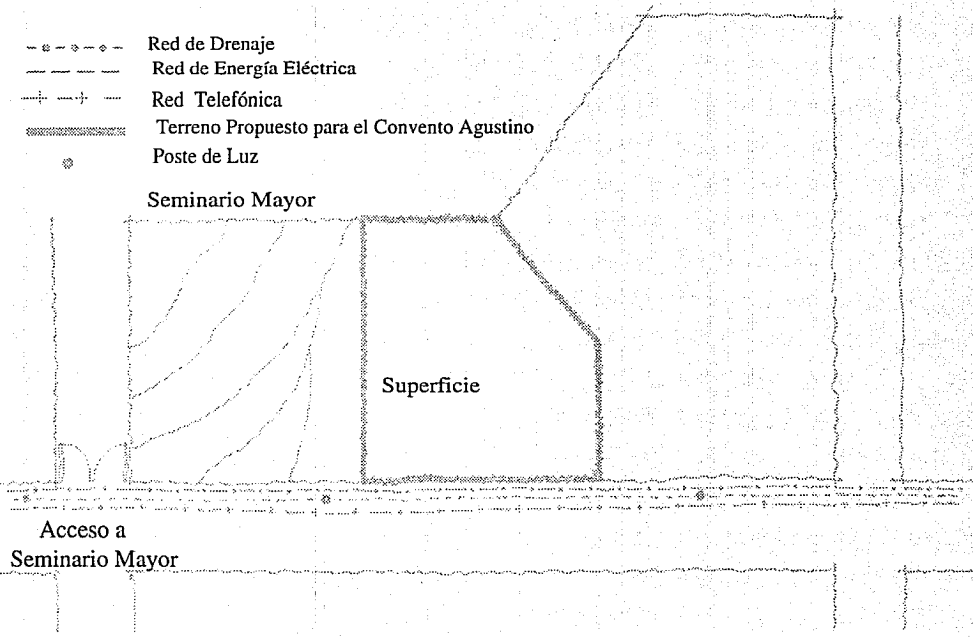 Red de Drenaje
Red de Energía Eléctrica
Red Telefónica
Terreno Propuesto para el Convento Agustino
Poste de Luz
Seminario Mayor
Superficie
Acceso a
Seminario Mayor